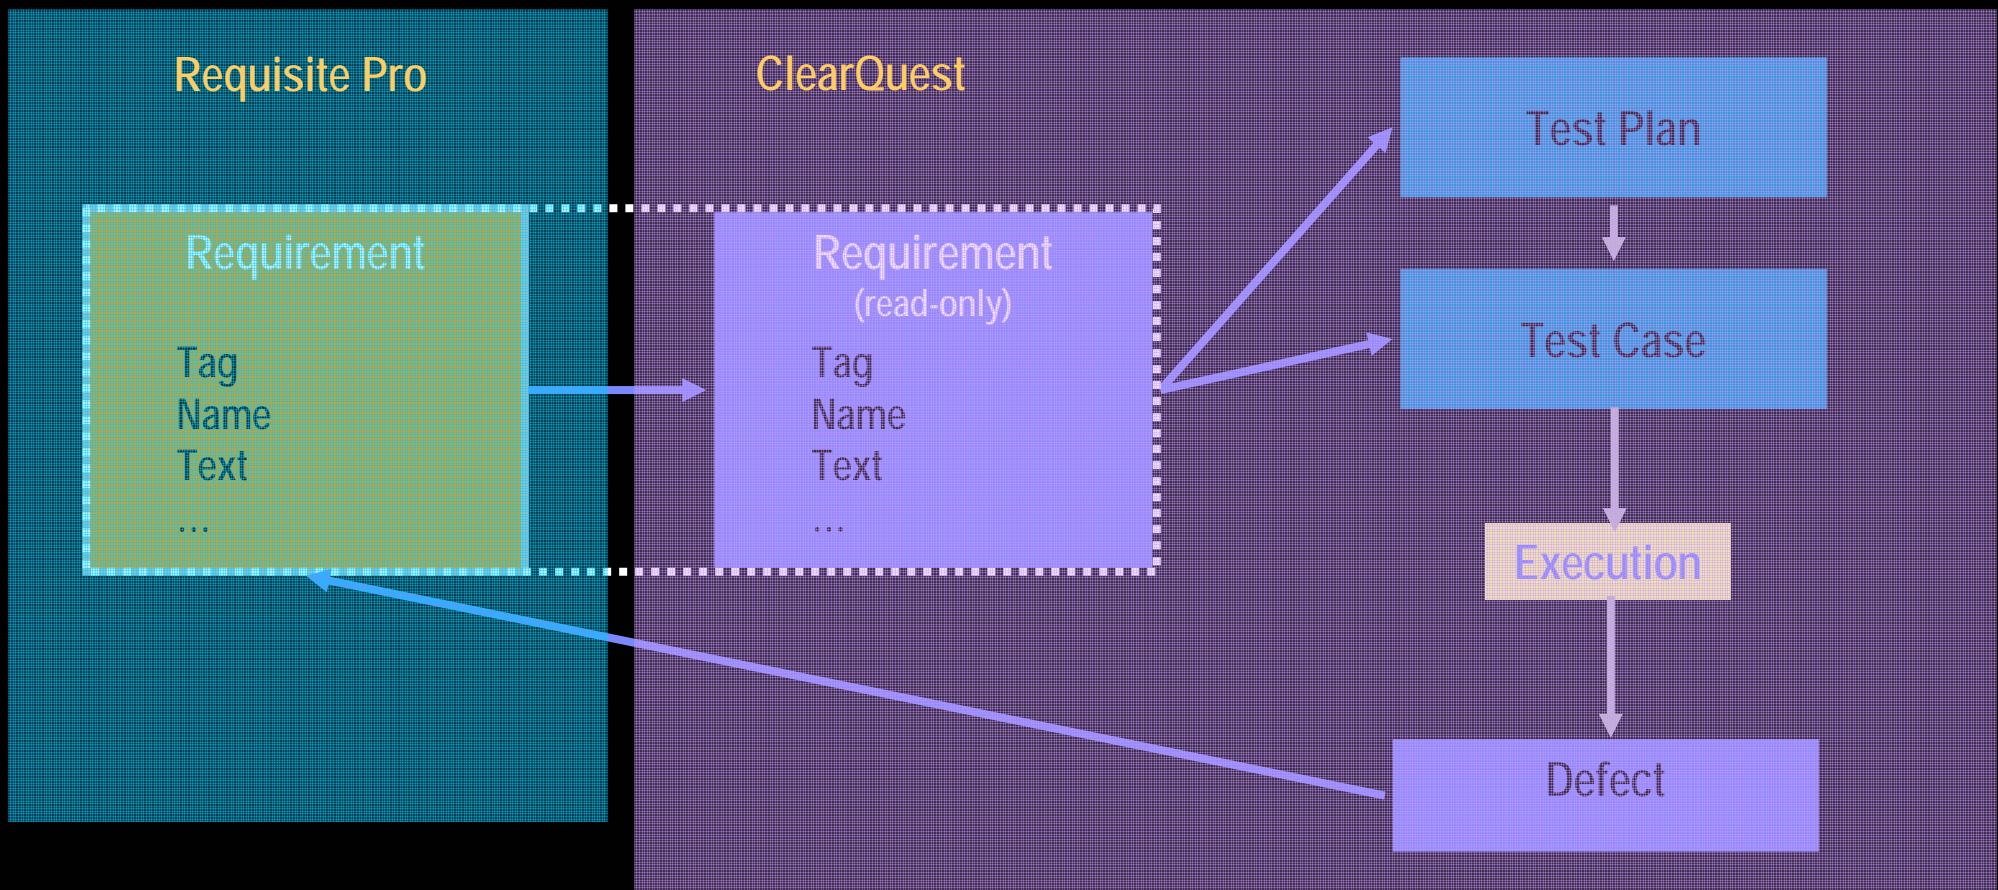 Requisite Pro
Requirement
Tag
Name
Text
...
ClearQuest
Requirement
(read-only)
Tag
Name
Text
...
Test Plan
Test Case
Execution
Defect